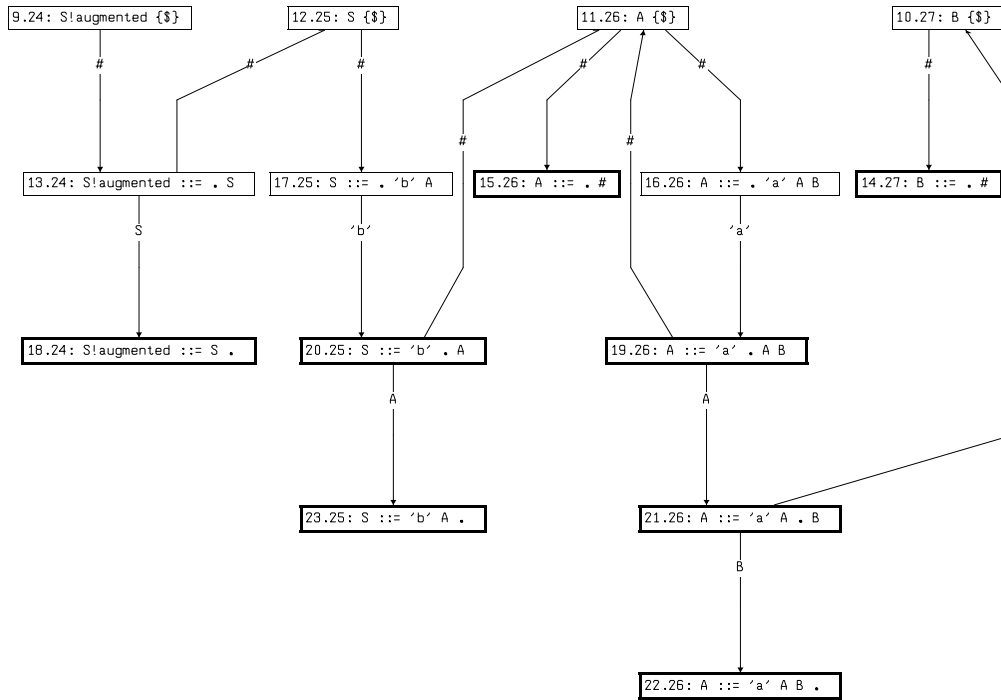 9.24: S!augmented {$}
12.25: S {$}
11.26: A {$}
10.27: B {$}
#
#
#
#
#
#
#
#
13.24: S!augmented ::= . S
17.25: S ::= . 'b' A
15.26: A ::= . #
16.26: A ::= . 'a' A B
14.27: B ::= . #
S
'b'
'a'
18.24: S!augmented ::= S .
20.25: S ::= 'b' . A
19.26: A ::= 'a' . A B
A
A
23.25: S ::= 'b' A .
21.26: A ::= 'a' A . B
B
22.26: A ::= 'a' A B .